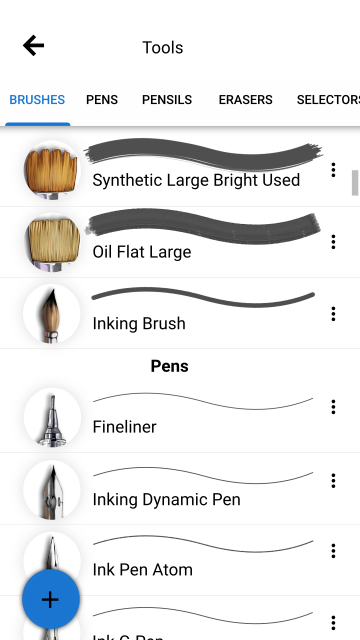 Tools
BRUSHES PENS PENSILS ERASERS SELECTORS
Synthetic Large Bright Used
Oil Flat Large
Inking Brush
Pens
Fineliner
Inking Dynamic Pen
Ink Pen Atom
Ink G Pen